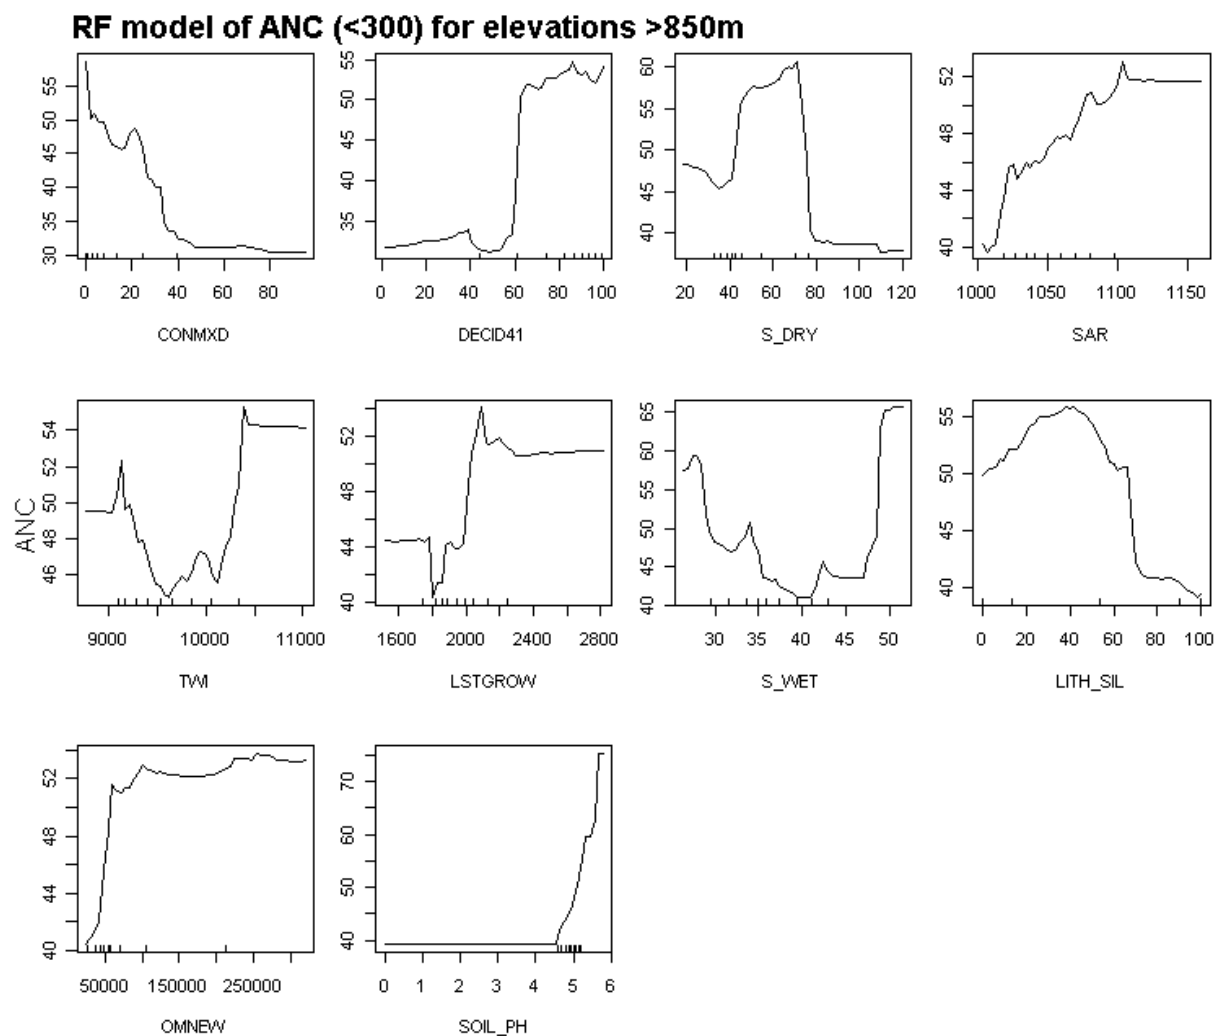 RF model of ANC (<300) for elevations >850m
55
50
45
40
35
30
0 20 40 60 80
CONMXD
55
50
45
40
35
0 20 40 60 80 100
DECID41
60
55
50
45
40
20 40 60 80 100 120
S_DRY
52
48
44
40
1000 1050 1100 1150
SAR
ANC
54
52
50
48
46
9000 10000 11000
TWI
52
48
44
40
1600 2000 2400 2800
LSTGROW
65
60
55
50
45
40
30 35 40 45 50
S_WET
55
50
45
40
0 20 40 60 80 100
LITH_SIL
52
48
44
40
50000 150000 250000
OMNEW
70
60
50
40
0 1 2 3 4 5 6
SOIL_PH